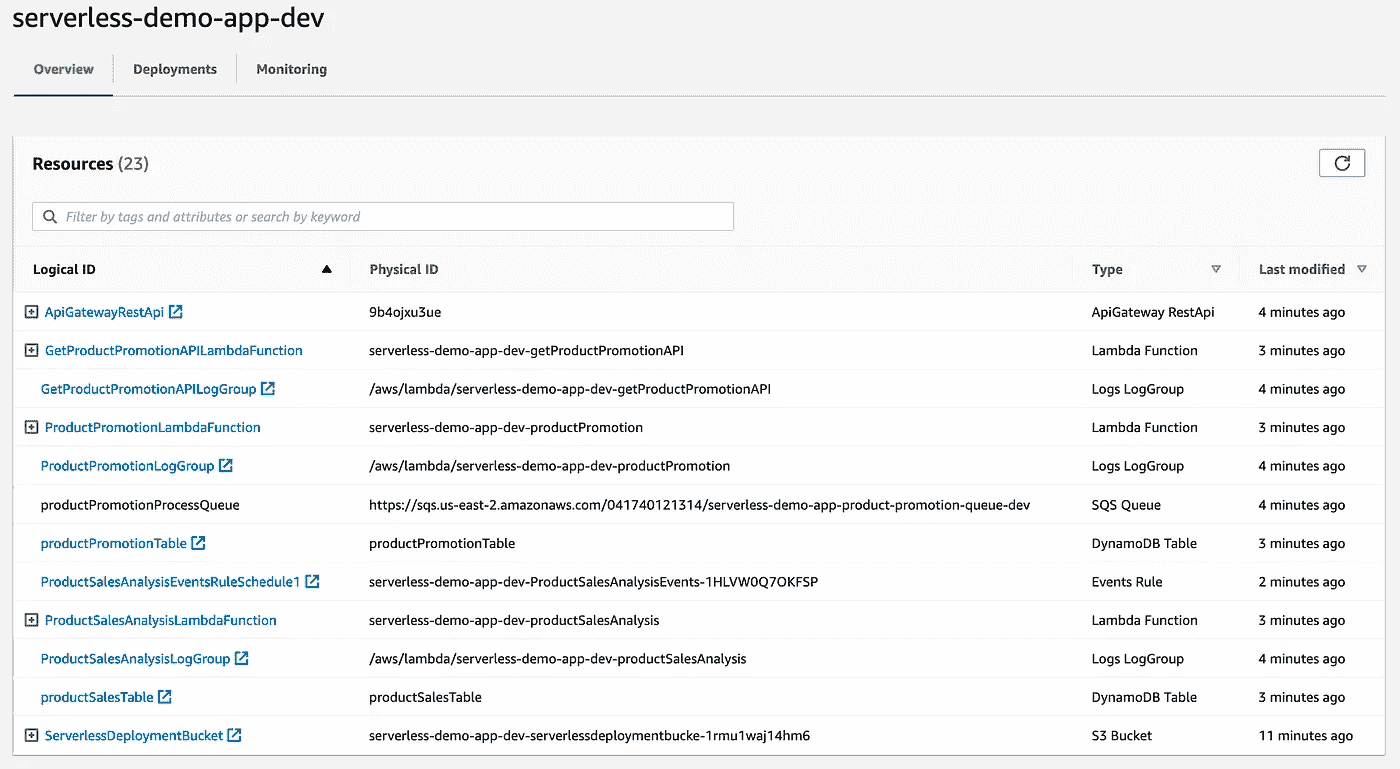 serverless-demo-app-dev
Overview Deployments Monitoring
Resources (23)
Filter by tags and attributes or search by keyword
Logical ID Physical ID Type Last modified
ApiGatewayRestApi 9b4ojxu3ue ApiGateway RestApi 4 minutes ago
GetProductPromotionAPILambdaFunction serverless-demo-app-dev-getProductPromotionAPI Lambda Function 3 minutes ago
GetProductPromotionAPILogGroup /aws/lambda/serverless-demo-app-dev-getProductPromotionAPI Logs LogGroup 4 minutes ago
ProductPromotionLambdaFunction serverless-demo-app-dev-productPromotion Lambda Function 3 minutes ago
ProductPromotionLogGroup /aws/lambda/serverless-demo-app-dev-productPromotion Logs LogGroup 4 minutes ago
productPromotionProcessQueue https://sqs.us-east-2.amazonaws.com/041740121314/serverless-demo-app-product-promotion-queue-dev SQS Queue 4 minutes ago
productPromotionTable productPromotionTable DynamoDB Table 3 minutes ago
ProductSalesAnalysisEventsRuleSchedule1 serverless-demo-app-dev-ProductSalesAnalysisEvents-1HLVW0Q7OKFSP Events Rule 2 minutes ago
ProductSalesAnalysisLambdaFunction serverless-demo-app-dev-productSalesAnalysis Lambda Function 3 minutes ago
ProductSalesAnalysisLogGroup /aws/lambda/serverless-demo-app-dev-productSalesAnalysis Logs LogGroup 4 minutes ago
productSalesTable productSalesTable DynamoDB Table 3 minutes ago
ServerlessDeploymentBucket serverless-demo-app-dev-serverlessdeploymentbucke-1rmu1waj14hm6 S3 Bucket 11 minutes ago